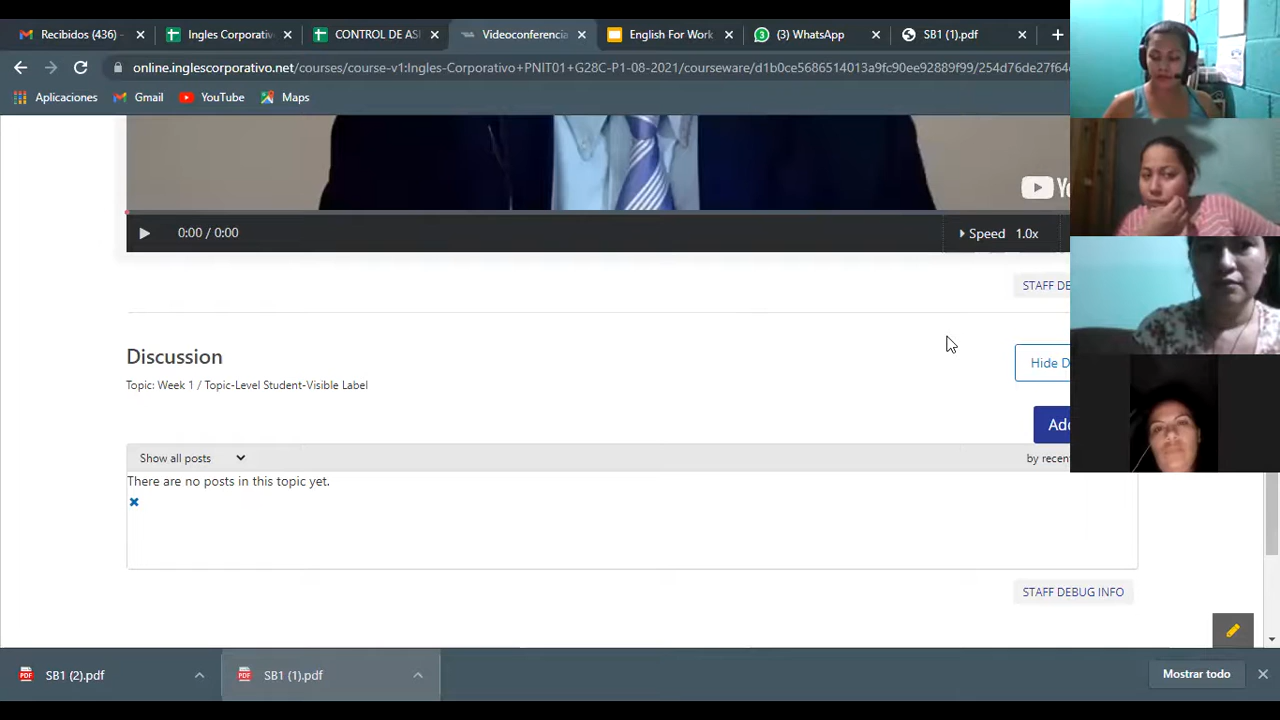 Recibidos (436) -
Ingles Corporativ
CONTROL DE AS
Videoconferencia
English For Work
(3) WhatsApp
SB1 (1).pdf
online.inglescorporativo.net/courses/course-v1:Ingles-Corporativo+PNIT01+G28C-P1-08-2021/courseware/d1b0ce5686514013a9fc90ee92889f99/254d76de27f64
Aplicaciones
Gmail
YouTube
Maps
0:00 / 0:00
Speed 1.0x
STAFF DE
Discussion
Hide D
Topic: Week 1 / Topic-Level Student-Visible Label
Add
Show all posts
by recent
There are no posts in this topic yet.
STAFF DEBUG INFO
SB1 (2).pdf
SB1 (1).pdf
Mostrar todo